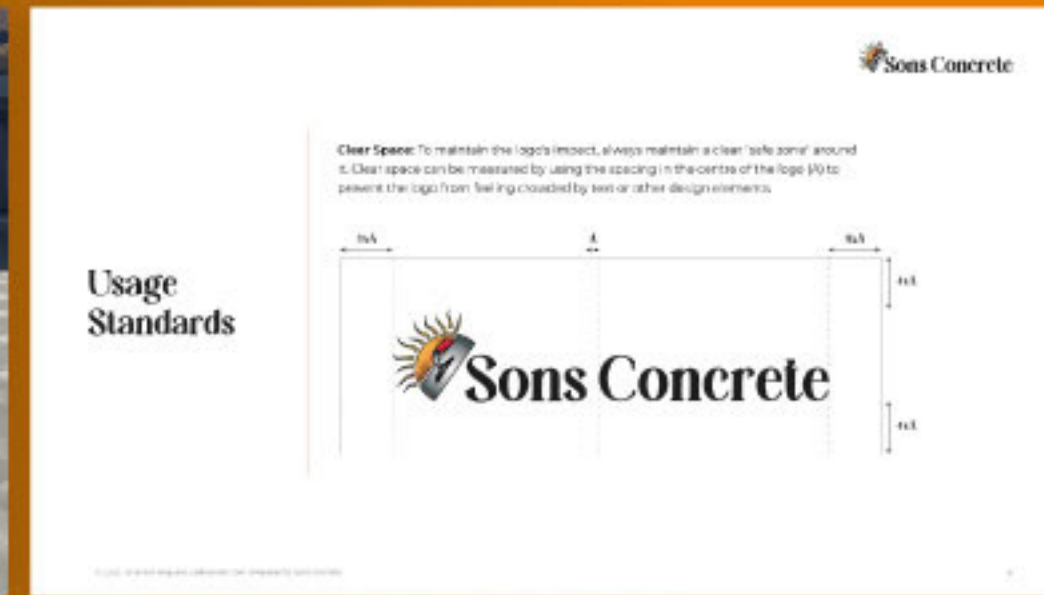 Sons Concrete
Clear Space: To maintain the logo's impact, always maintain a clear "safe zone" around
it. Clear space can be measured by using the spacing in the centre of the logo (A) to
prevent the logo from feeling crowded by text or other design elements.
A
Usage
Standards
Sons Concrete